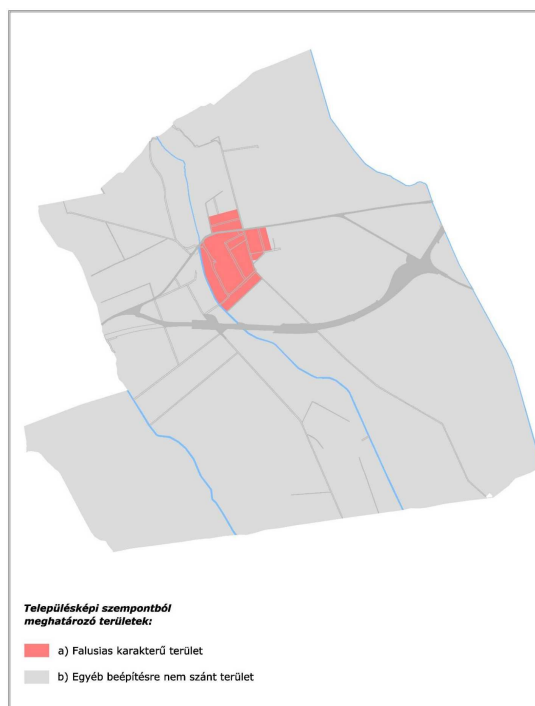 Településképi szempontból
meghatározó területek:
a) Falusias karakterű terület
b) Egyéb beépítésre nem szánt terület